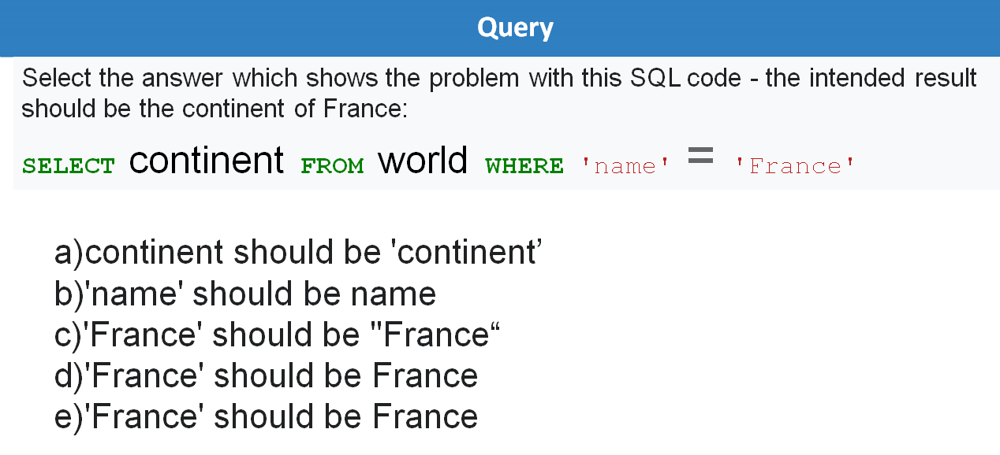 Query
Select the answer which shows the problem with this SQL code - the intended result
should be the continent of France:
SELECT continent FROM world WHERE 'name' = 'France'
a)continent should be 'continent’
b)'name' should be name
c)'France' should be "France“
d)'France' should be France
e)'France' should be France